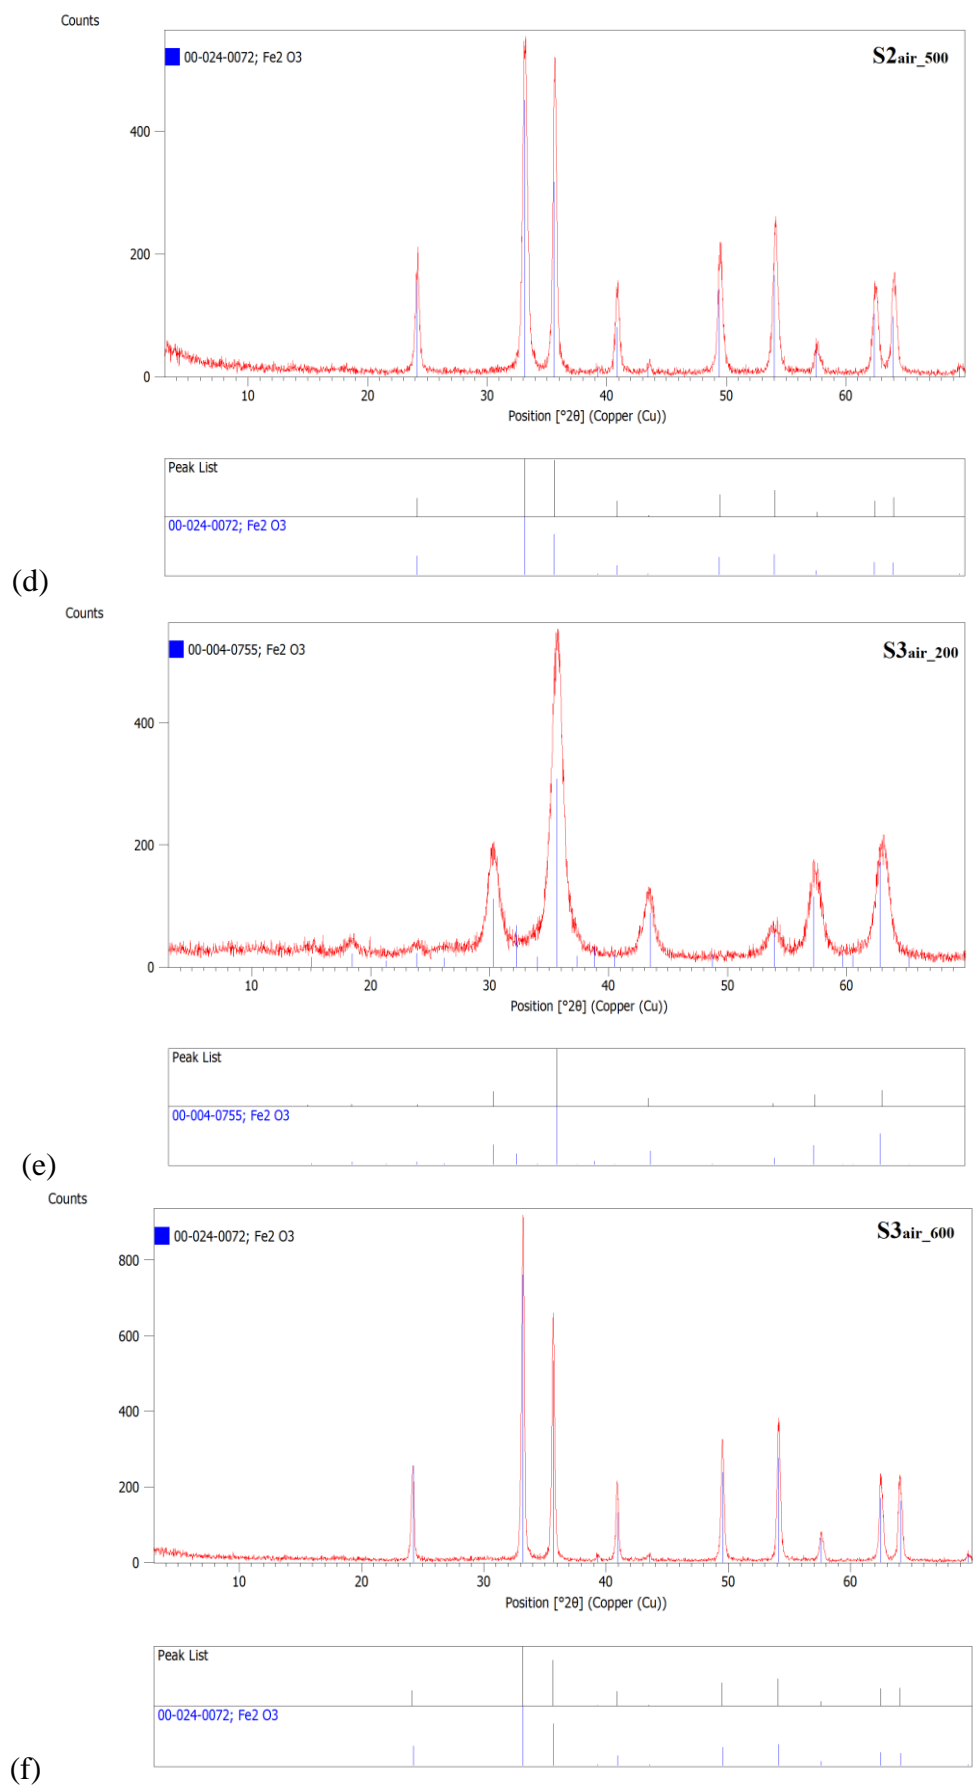 Counts
00-024-0072; Fe2 O3
S2air_500
400
200
0
10 20 30 40 50 60
Position [°2θ] (Copper (Cu))
Peak List
00-024-0072; Fe2 O3
(d)
Counts
00-004-0755; Fe2 O3
S3air_200
400
200
0
10 20 30 40 50 60
Position [°2θ] (Copper (Cu))
Peak List
00-004-0755; Fe2 O3
(e)
Counts
00-024-0072; Fe2 O3
S3air_600
800
600
400
200
0
10 20 30 40 50 60
Position [°2θ] (Copper (Cu))
Peak List
00-024-0072; Fe2 O3
(f)